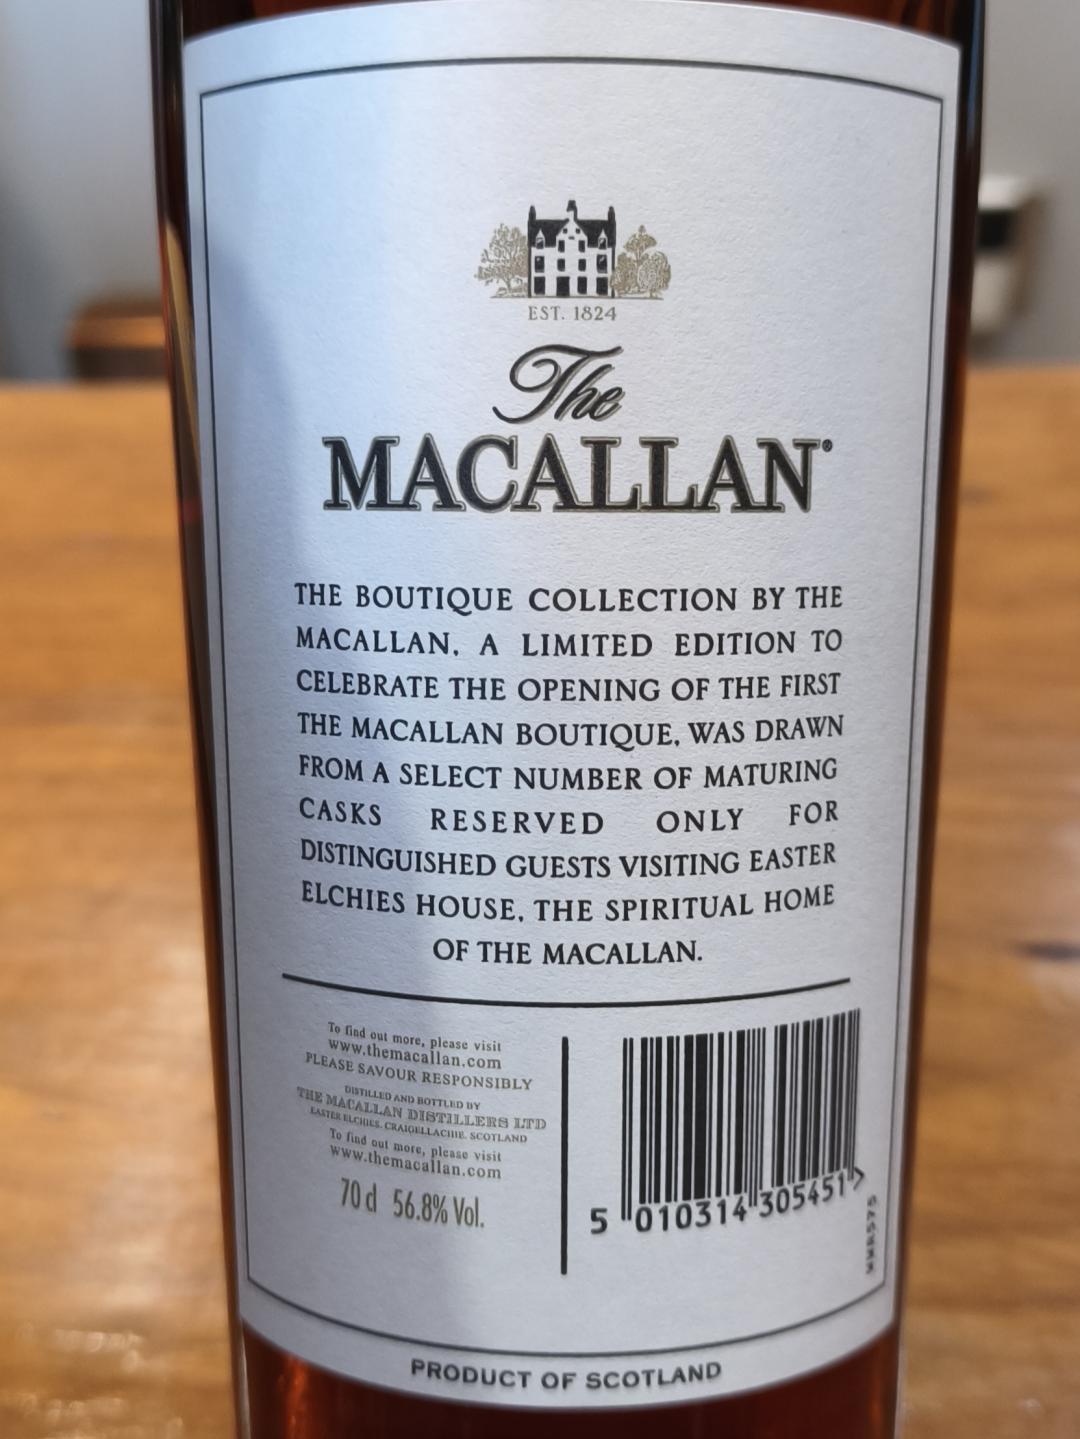 EST. 1824
The
MACALLAN®
THE BOUTIQUE COLLECTION BY THE
MACALLAN, A LIMITED EDITION TO
CELEBRATE THE OPENING OF THE FIRST
THE MACALLAN BOUTIQUE, WAS DRAWN
FROM A SELECT NUMBER OF MATURING
CASKS RESERVED ONLY FOR
DISTINGUISHED GUESTS VISITING EASTER
ELCHIES HOUSE, THE SPIRITUAL HOME
OF THE MACALLAN.
To find out more, please visit
www.themacallan.com
PLEASE SAVOUR RESPONSIBLY
DISTILLED AND BOTTLED BY
THE MACALLAN DISTILLERS LTD
EASTER ELCHIES, CRAIGELLACHIE, SCOTLAND
To find out more, please visit
www.themacallan.com
70 cl 56.8% Vol.
5 010314 305451 >
PRODUCT OF SCOTLAND